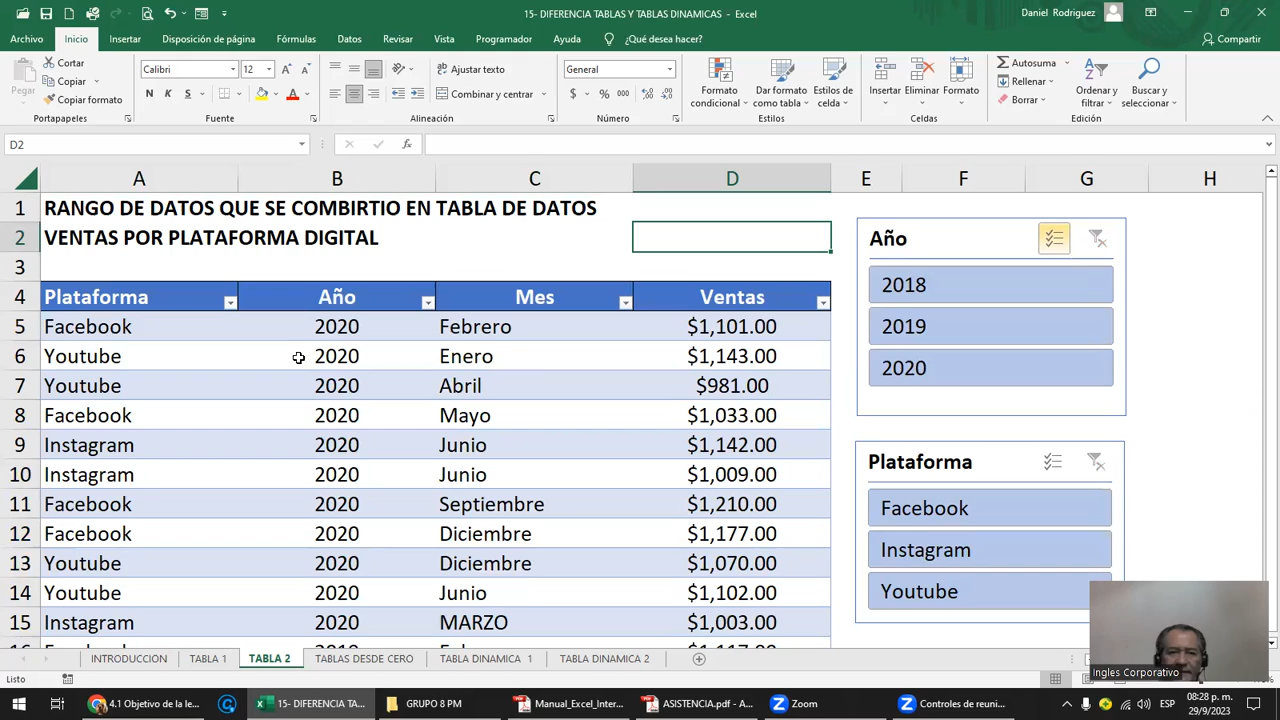 15- DIFERENCIA TABLAS Y TABLAS DINAMICAS - Excel
Daniel Rodriguez
Archivo Inicio Insertar Disposición de página Fórmulas Datos Revisar Vista Programador Ayuda ¿Qué desea hacer? Compartir
Pegar
Cortar
Copiar
Copiar formato
Portapapeles
Calibri 12
N K S
Fuente
Ajustar texto
Combinar y centrar
Alineación
General
$ % 000
Número
Formato condicional
Dar formato como tabla
Estilos de celda
Estilos
Insertar Eliminar Formato
Celdas
Autosuma
Rellenar
Borrar
Ordenar y filtrar
Buscar y seleccionar
Edición
D2
fx
A B C D E F G H
1 RANGO DE DATOS QUE SE COMBIRTIO EN TABLA DE DATOS
2 VENTAS POR PLATAFORMA DIGITAL
3
4 Plataforma Año Mes Ventas
5 Facebook 2020 Febrero $1,101.00
6 Youtube 2020 Enero $1,143.00
7 Youtube 2020 Abril $981.00
8 Facebook 2020 Mayo $1,033.00
9 Instagram 2020 Junio $1,142.00
10 Instagram 2020 Junio $1,009.00
11 Facebook 2020 Septiembre $1,210.00
12 Facebook 2020 Diciembre $1,177.00
13 Youtube 2020 Diciembre $1,070.00
14 Youtube 2020 Junio $1,102.00
15 Instagram 2020 MARZO $1,003.00
Año
2018
2019
2020
Plataforma
Facebook
Instagram
Youtube
Ingles Corporativo
INTRODUCCION TABLA 1 TABLA 2 TABLAS DESDE CERO TABLA DINAMICA 1 TABLA DINAMICA 2
Listo
4.1 Objetivo de la le...
15- DIFERENCIA TA...
GRUPO 8 PM
Manual_Excel_Inter...
ASISTENCIA.pdf - A...
Zoom
Controles de reuni...
ESP
08:28 p. m.
29/9/2023